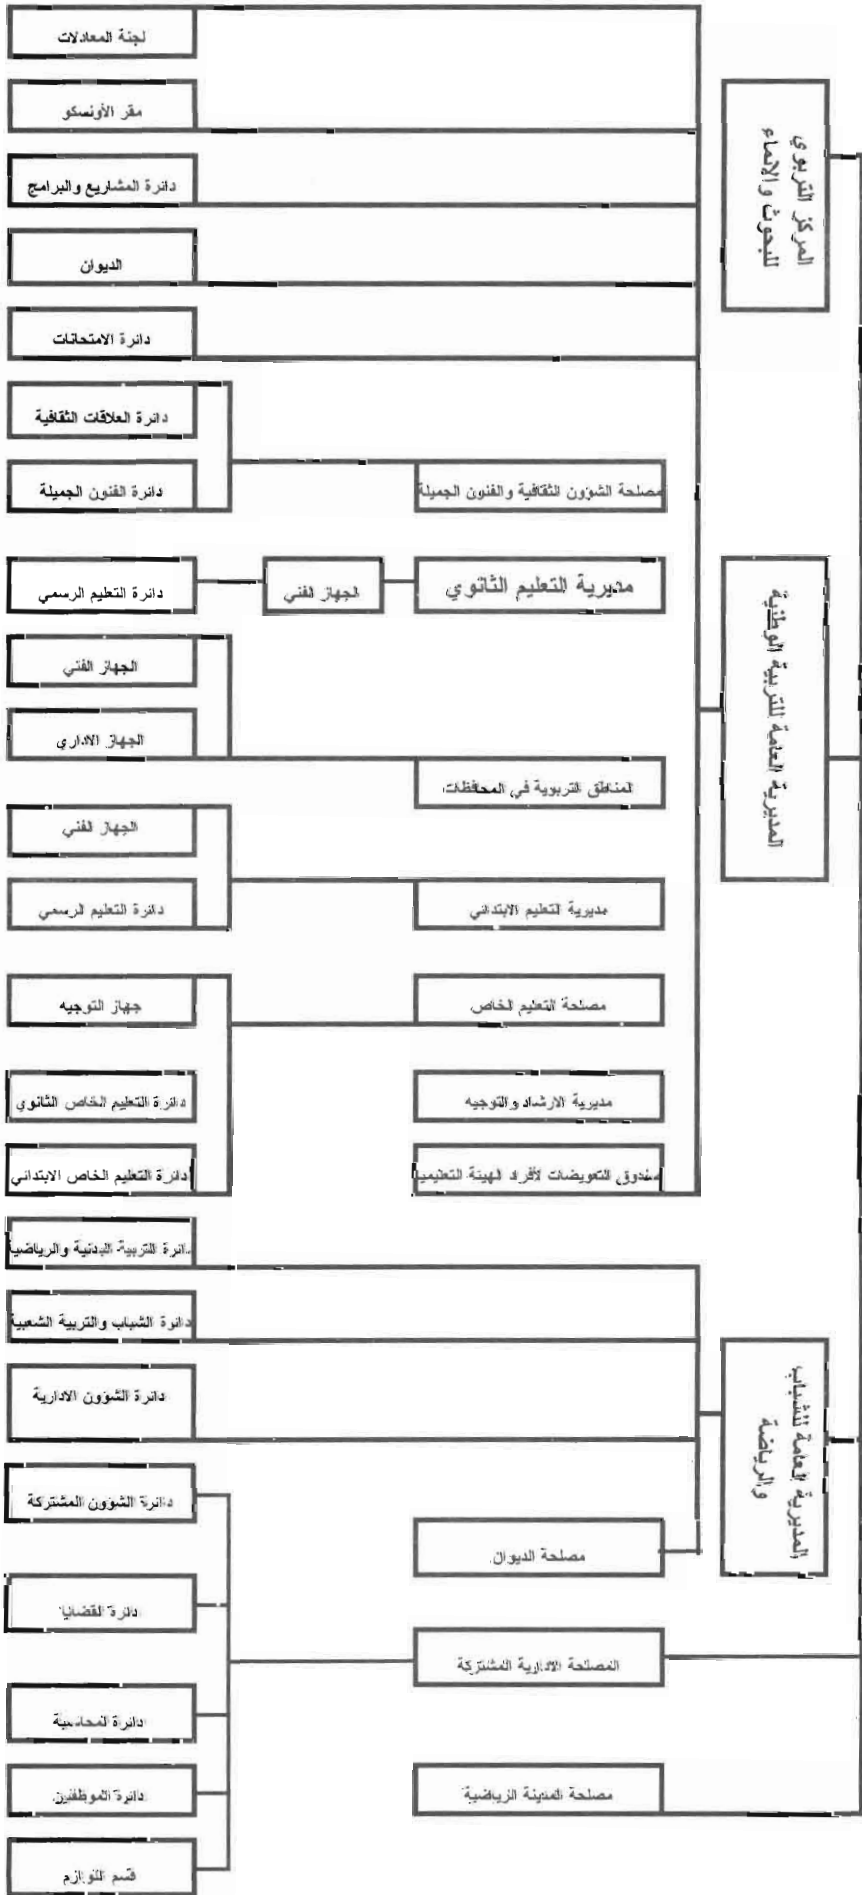 المركز التربوي
للبحوث والانماء
المديرية العامة للتربية الوطنية
لجنة المعادلات
مقر الأونسكو
دائرة المشاريع والبرامج
الديوان
دائرة الامتحانات
مصلحة الشؤون الثقافية والفنون الجميلة
دائرة العلاقات الثقافية
دائرة الفنون الجميلة
مديرية التعليم الثانوي
الجهاز الفني
دائرة التعليم الرسمي
المناطق التربوية في المحافظات
الجهاز الفني
الجهاز الاداري
مديرية التعليم الابتدائي
الجهاز الفني
دائرة التعليم الرسمي
مصلحة التعليم الخاص
جهاز التوجيه
دائرة التعليم الخاص الثانوي
دائرة التعليم الخاص الابتدائي
مديرية الارشاد والتوجيه
صندوق التعويضات لأفراد الهيئة التعليمية
المديرية العامة للشباب
والرياضة
دائرة التربية البدنية والرياضية
دائرة الشباب والتربية الشعبية
دائرة الشؤون الادارية
مصلحة الديوان
المصلحة الادارية المشتركة
دائرة الشؤون المشتركة
دائرة القضايا
دائرة المحاسبة
دائرة الموظفين
قسم اللوازم
مصلحة المدينة الرياضية